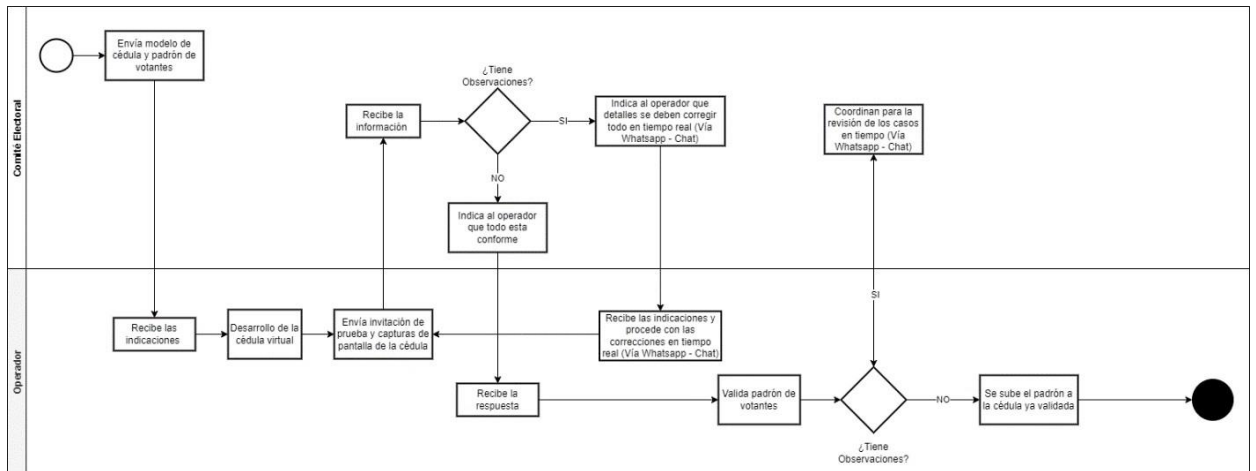 Comité Electoral
Envía modelo de
cédula y padrón de
votantes
¿Tiene
Observaciones?
Recibe la
información
SI
Indica al operador que
detalles se deben corregir
todo en tiempo real (Vía
Whatsapp - Chat)
Coordinan para la
revisión de los casos
en tiempo (Vía
Whatsapp - Chat)
NO
Indica al operador
que todo esta
conforme
Operador
Recibe las
indicaciones
Desarrollo de la
cédula virtual
Envía invitación de
prueba y capturas de
pantalla de la cédula
Recibe las indicaciones y
procede con las
correcciones en tiempo
real (Vía Whatsapp - Chat)
SI
Recibe la
respuesta
Valida padrón de
votantes
NO
Se sube el padrón a
la cédula ya validada
¿Tiene
Observaciones?